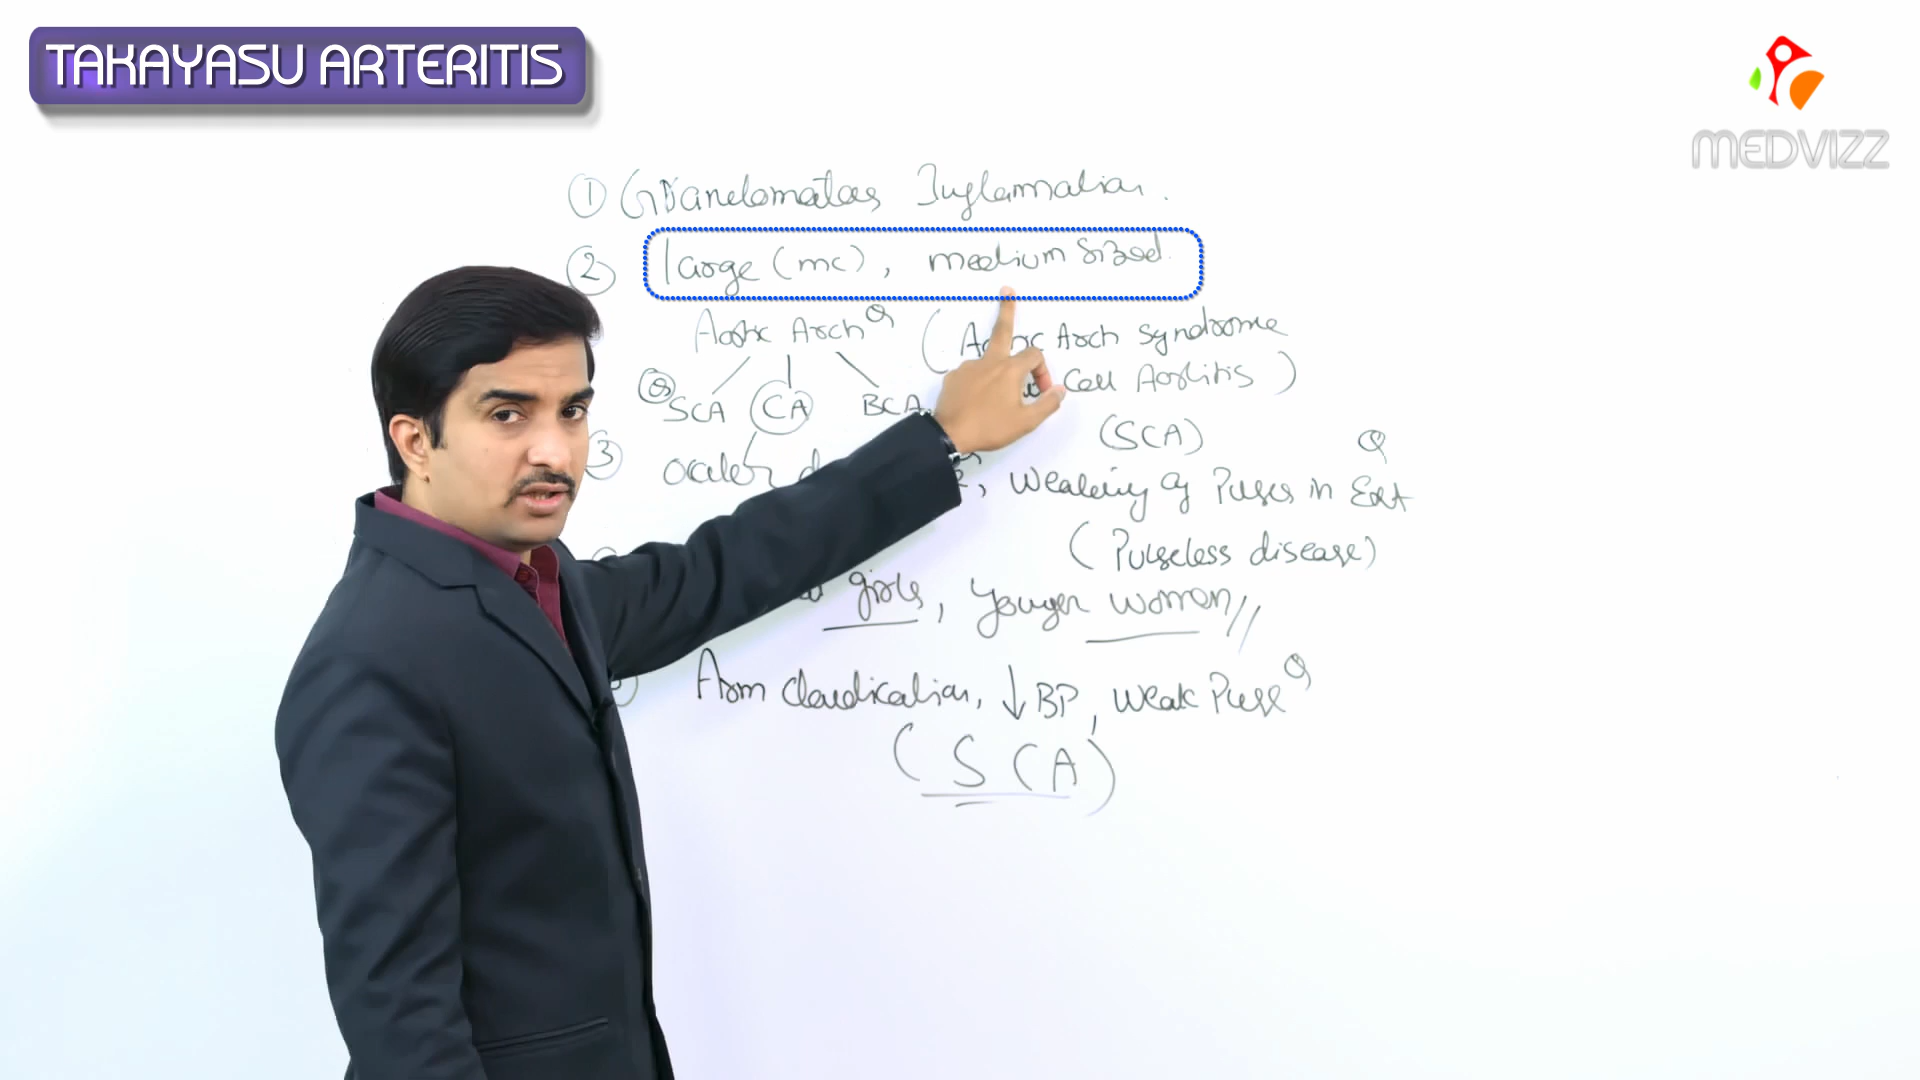 TAKAYASU ARTERITIS
MEDVIZZ
① Granulomatous Inflammation.
② large (mc), medium sized.
Aortic Arch Q (Arch syndrome
Q SCA CA BCA Cell Aortitis)
(SCA)
③ Ocular, Weakening of Pulses in Ext Q
(Pulseless disease)
girls, younger women //
Arm claudication, ↓ BP, weak Pulse Q
(SCA)